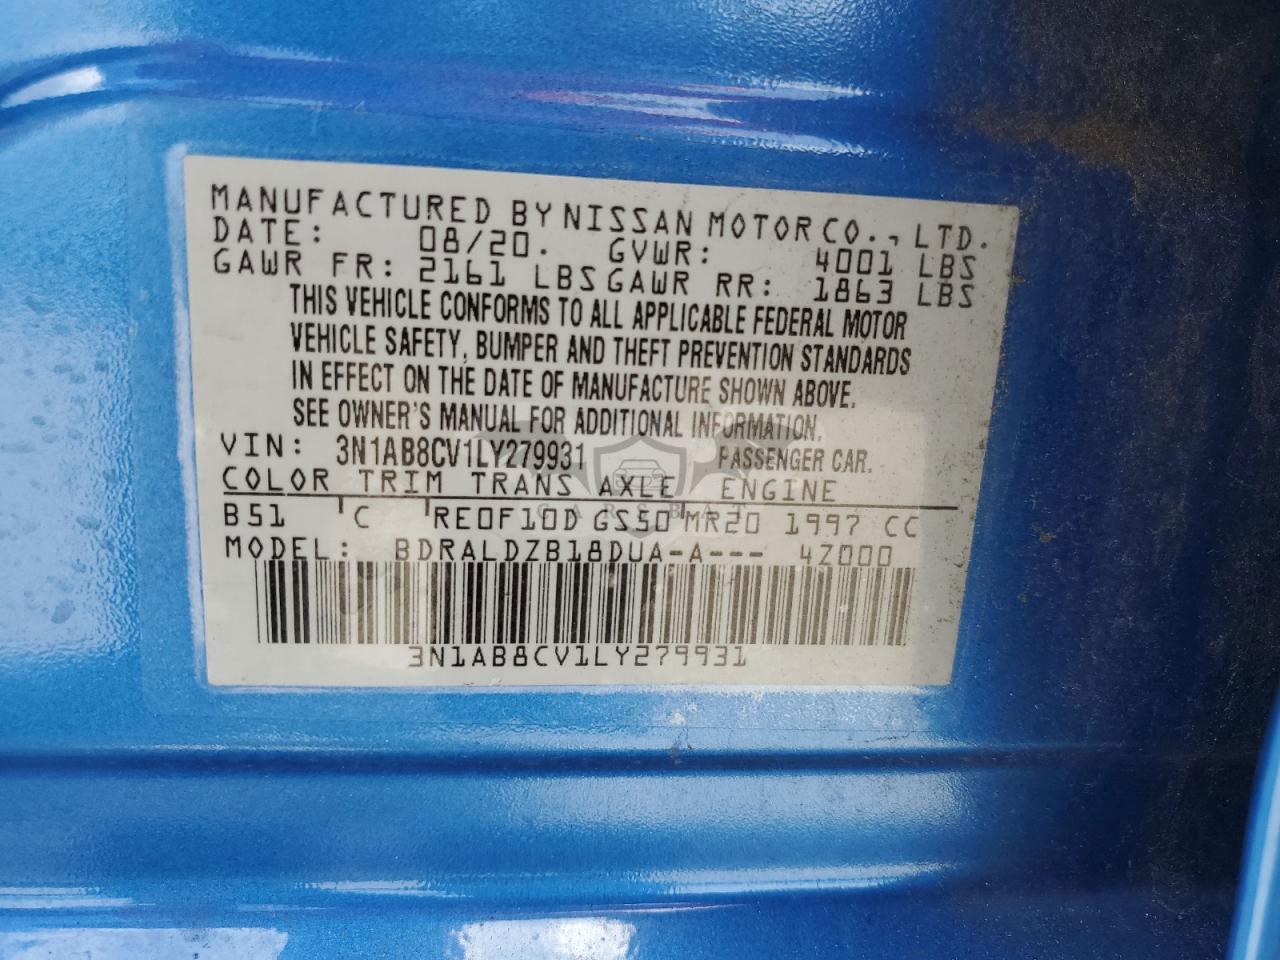 MANUFACTURED BY NISSAN MOTOR CO., LTD.
DATE: 08/20. GVWR: 4001 LBS
GAWR FR: 2161 LBS GAWR RR: 1863 LBS
THIS VEHICLE CONFORMS TO ALL APPLICABLE FEDERAL MOTOR
VEHICLE SAFETY, BUMPER AND THEFT PREVENTION STANDARDS
IN EFFECT ON THE DATE OF MANUFACTURE SHOWN ABOVE.
SEE OWNER'S MANUAL FOR ADDITIONAL INFORMATION.
VIN: 3N1AB8CV1LY279931 PASSENGER CAR.
COLOR TRIM TRANS AXLE ENGINE
B51 C RE0F10D GS50 MR20 1997 CC
MODEL: BDRALDZB18DUA-A--- 4Z000
3N1AB8CV1LY279931
CARSBAT